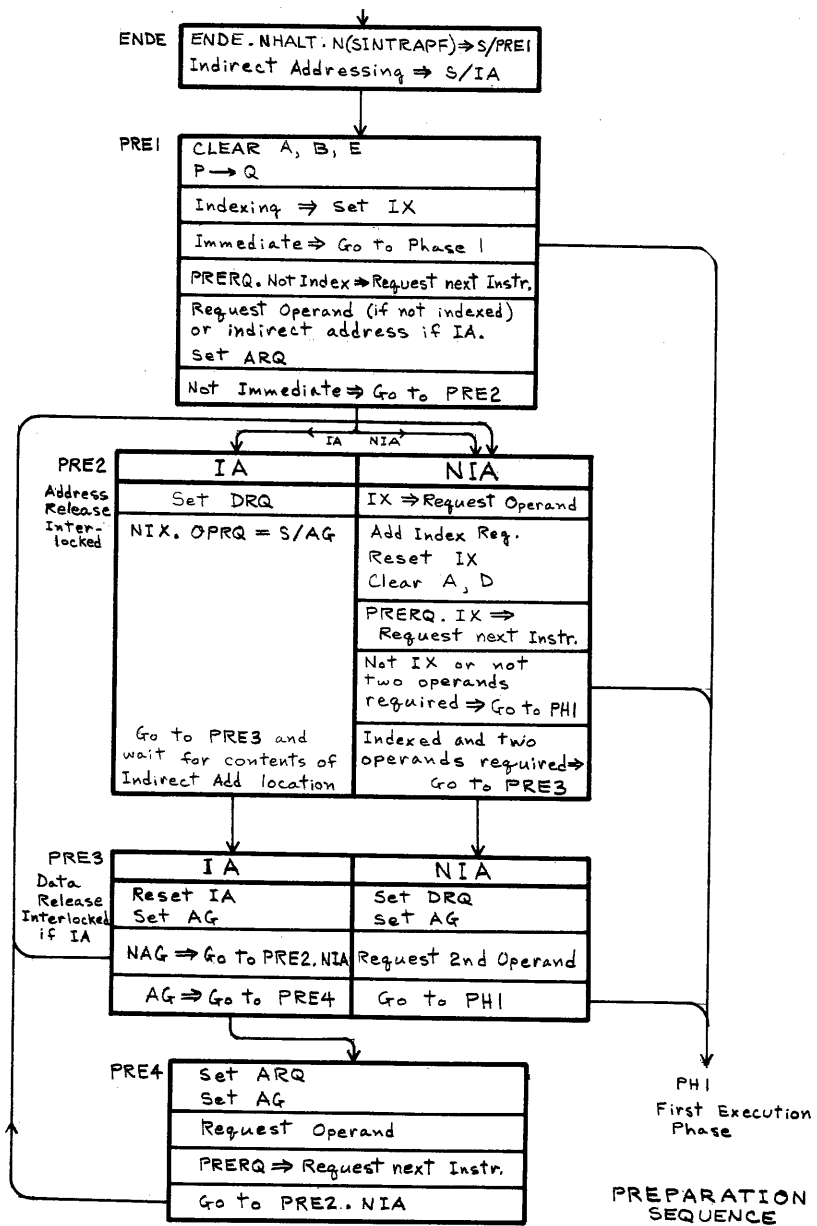 ENDE
ENDE.NHALT.N(SINTRAPF)⇒S/PRE1
Indirect Addressing ⇒ S/IA
PRE1
CLEAR A, B, E
P → Q
Indexing ⇒ Set IX
Immediate ⇒ Go to Phase 1
PRERQ.Not Index ⇒ Request next Instr.
Request Operand (if not indexed)
or indirect address if IA.
Set ARQ
Not Immediate ⇒ Go to PRE2
IA NIA
PRE2
Address
Release
Inter-
locked
IA
Set DRQ
NIX. OPRQ = S/AG
Go to PRE3 and
wait for contents of
Indirect Add location
NIA
IX ⇒ Request Operand
Add Index Reg.
Reset IX
Clear A, D
PRERQ. IX ⇒
Request next Instr.
Not IX or not
two operands
required ⇒ Go to PH1
Indexed and two
operands required ⇒
Go to PRE3
PRE3
Data
Release
Interlocked
if IA
IA
Reset IA
Set AG
NAG ⇒ Go to PRE2.NIA
AG ⇒ Go to PRE4
NIA
Set DRQ
Set AG
Request 2nd Operand
Go to PH1
PRE4
Set ARQ
Set AG
Request Operand
PRERQ ⇒ Request next Instr.
Go to PRE2..NIA
PH1
First Execution
Phase
PREPARATION
SEQUENCE